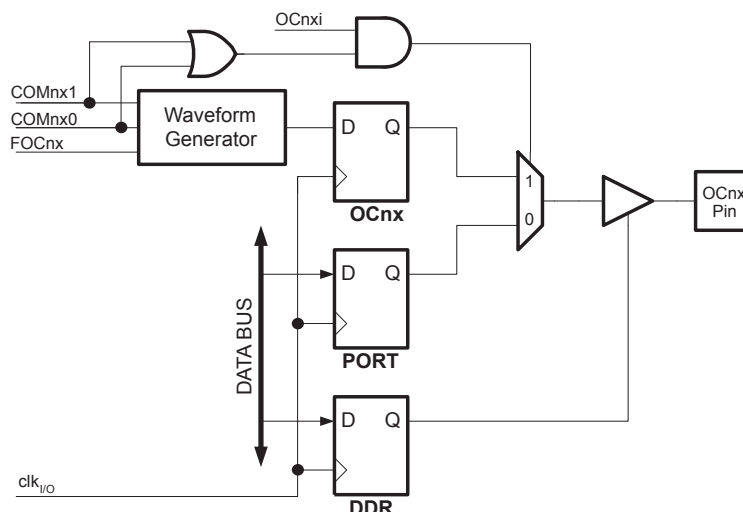 OCnxi
COMnx1
COMnx0
FOCnx
Waveform
Generator
D Q
OCnx
1
0
OCnx
Pin
D Q
PORT
DATA BUS
D Q
clkI/O
DDR